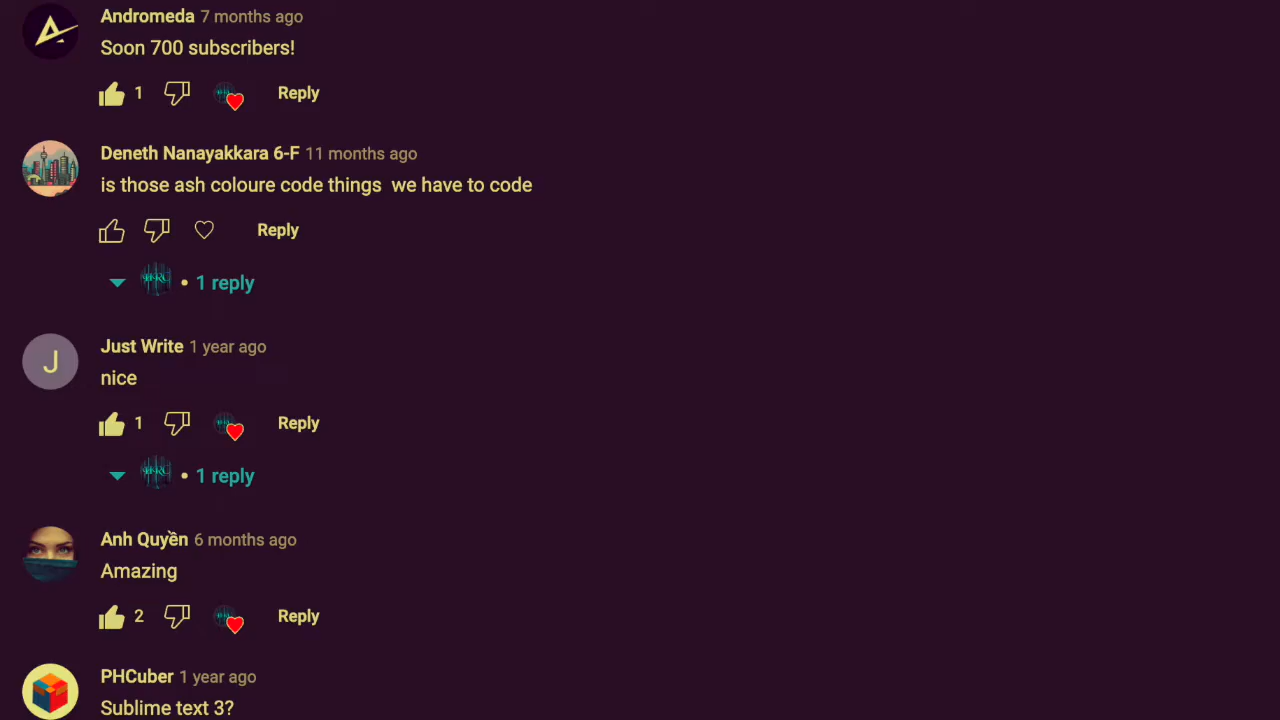 Andromeda 7 months ago
Soon 700 subscribers!
1 Reply
Deneth Nanayakkara 6-F 11 months ago
is those ash coloure code things  we have to code
Reply
• 1 reply
J
Just Write 1 year ago
nice
1 Reply
• 1 reply
Anh Quyền 6 months ago
Amazing
2 Reply
PHCuber 1 year ago
Sublime text 3?